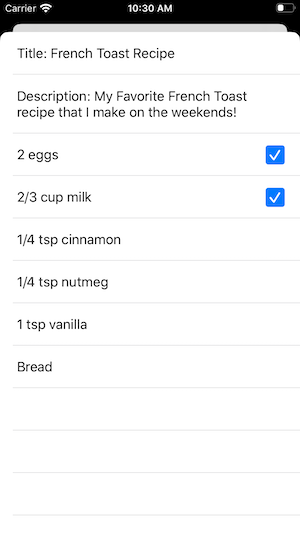 Carrier 10:30 AM
Title: French Toast Recipe
Description: My Favorite French Toast
recipe that I make on the weekends!
2 eggs
2/3 cup milk
1/4 tsp cinnamon
1/4 tsp nutmeg
1 tsp vanilla
Bread